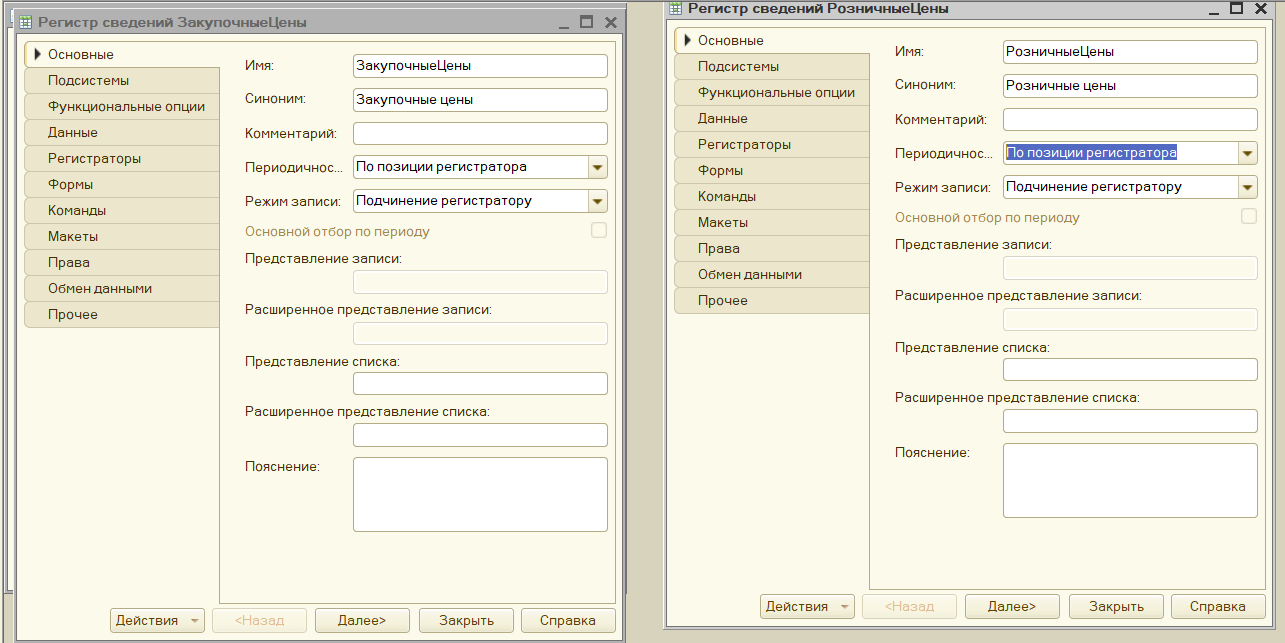 Регистр сведений ЗакупочныеЦены
Основные
Подсистемы
Функциональные опции
Данные
Регистраторы
Формы
Команды
Макеты
Права
Обмен данными
Прочее
Имя: ЗакупочныеЦены
Синоним: Закупочные цены
Комментарий:
Периодичнос... По позиции регистратора
Режим записи: Подчинение регистратору
Основной отбор по периоду
Представление записи:
Расширенное представление записи:
Представление списка:
Расширенное представление списка:
Пояснение:
Действия <Назад Далее> Закрыть Справка
Регистр сведений РозничныеЦены
Основные
Подсистемы
Функциональные опции
Данные
Регистраторы
Формы
Команды
Макеты
Права
Обмен данными
Прочее
Имя: РозничныеЦены
Синоним: Розничные цены
Комментарий:
Периодичнос... По позиции регистратора
Режим записи: Подчинение регистратору
Основной отбор по периоду
Представление записи:
Расширенное представление записи:
Представление списка:
Расширенное представление списка:
Пояснение:
Действия <Назад Далее> Закрыть Справка